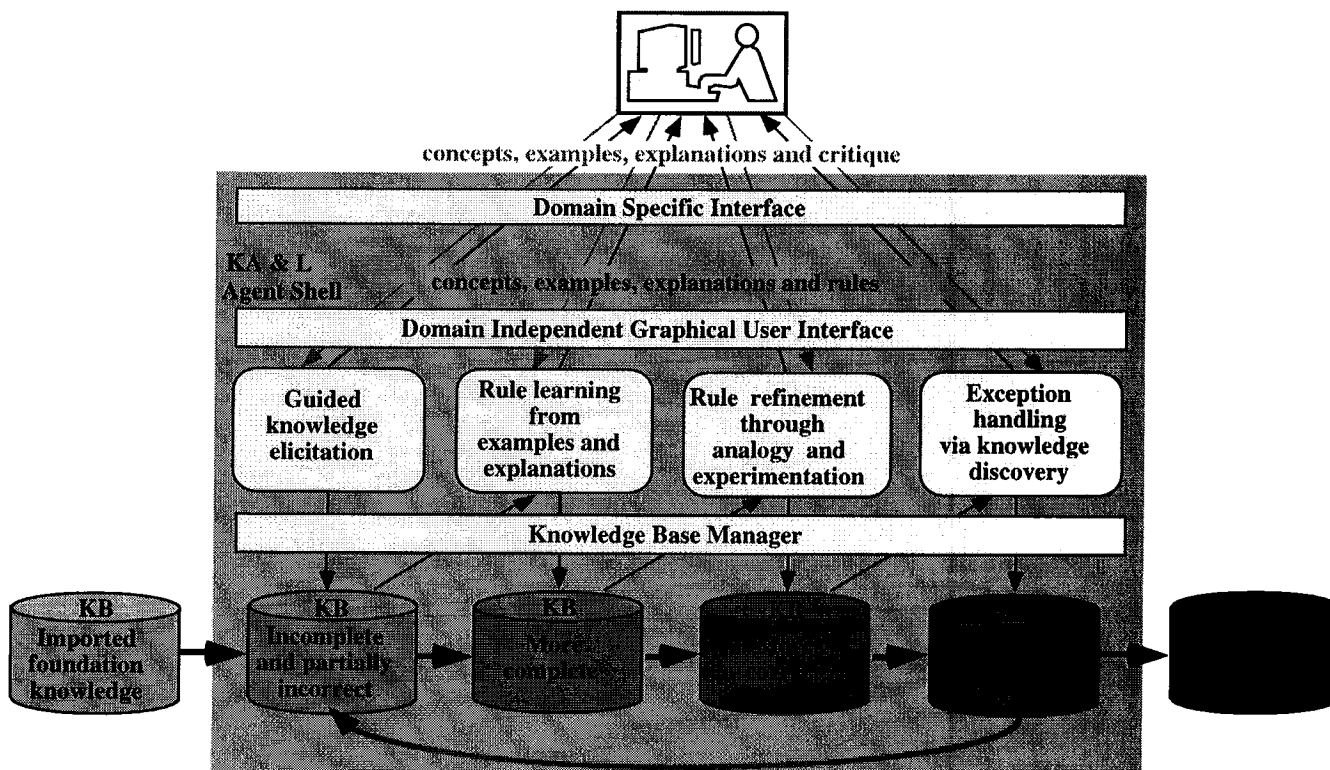 concepts, examples, explanations and critique
Domain Specific Interface
KA & L
Agent Shell
concepts, examples, explanations and rules
Domain Independent Graphical User Interface
Guided
knowledge
elicitation
Rule learning
from
examples and
explanations
Rule refinement
through
analogy and
experimentation
Exception
handling
via knowledge
discovery
Knowledge Base Manager
KB
Imported
foundation
knowledge
KB
Incomplete
and partially
incorrect
KB
More
complete